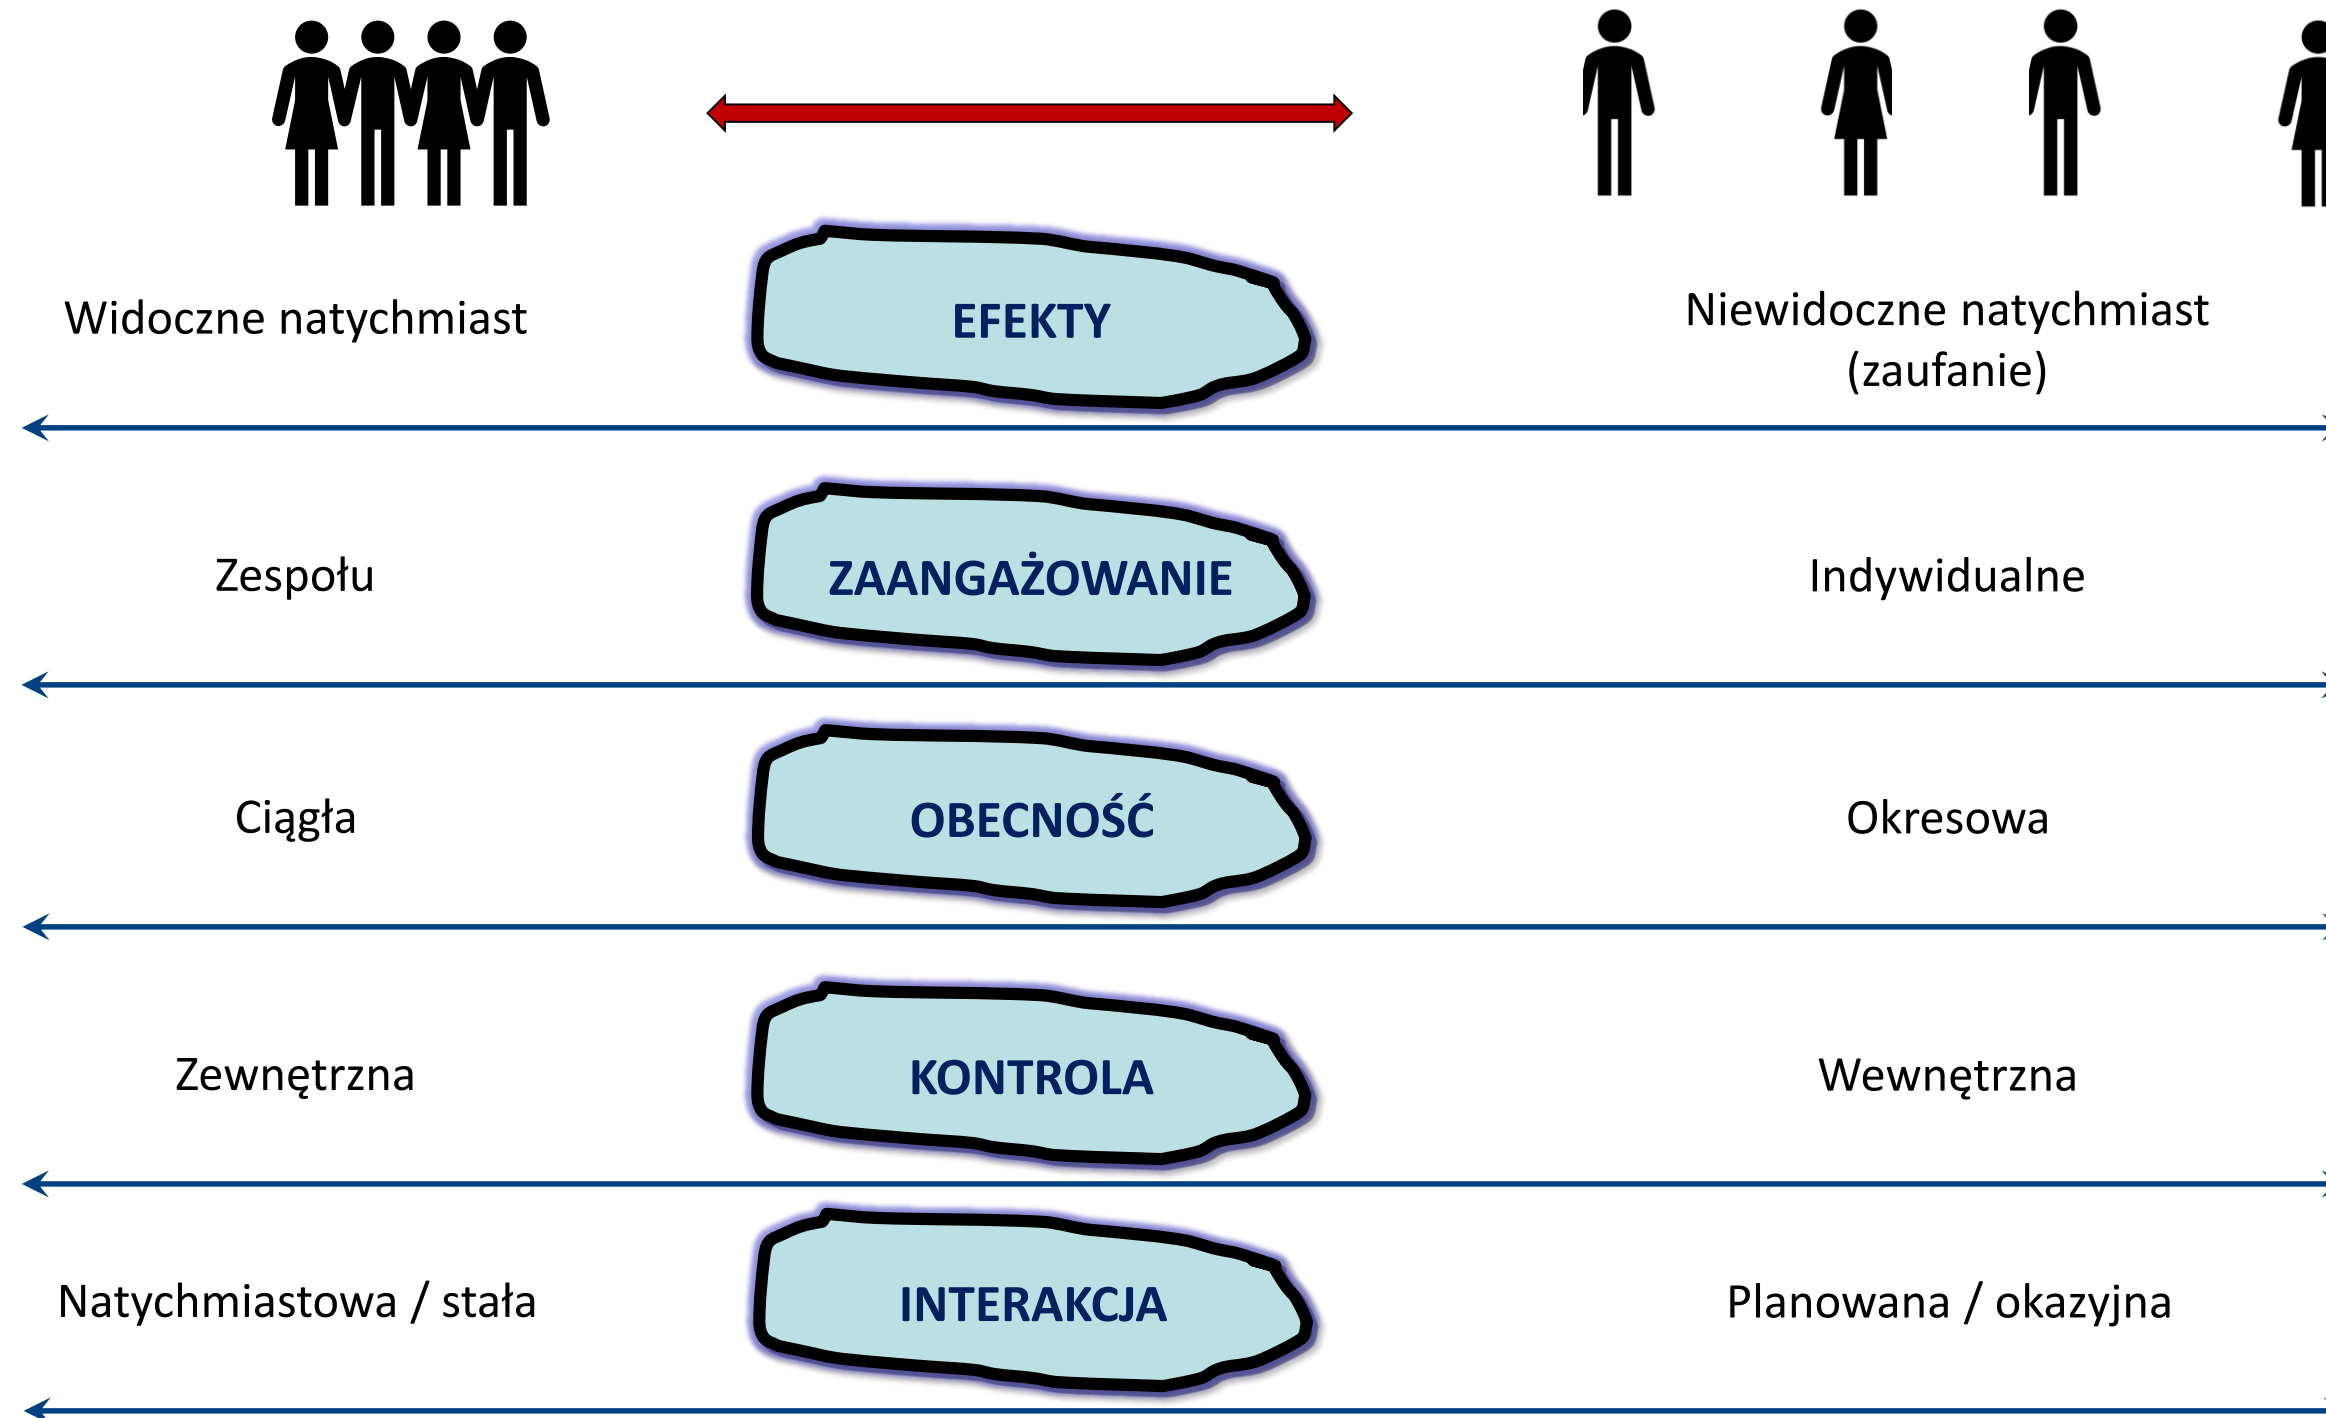 Widoczne natychmiast
EFEKTY
Niewidoczne natychmiast
(zaufanie)
Zespołu
ZAANGAŻOWANIE
Indywidualne
Ciągła
OBECNOŚĆ
Okresowa
Zewnętrzna
KONTROLA
Wewnętrzna
Natychmiastowa / stała
INTERAKCJA
Planowana / okazyjna